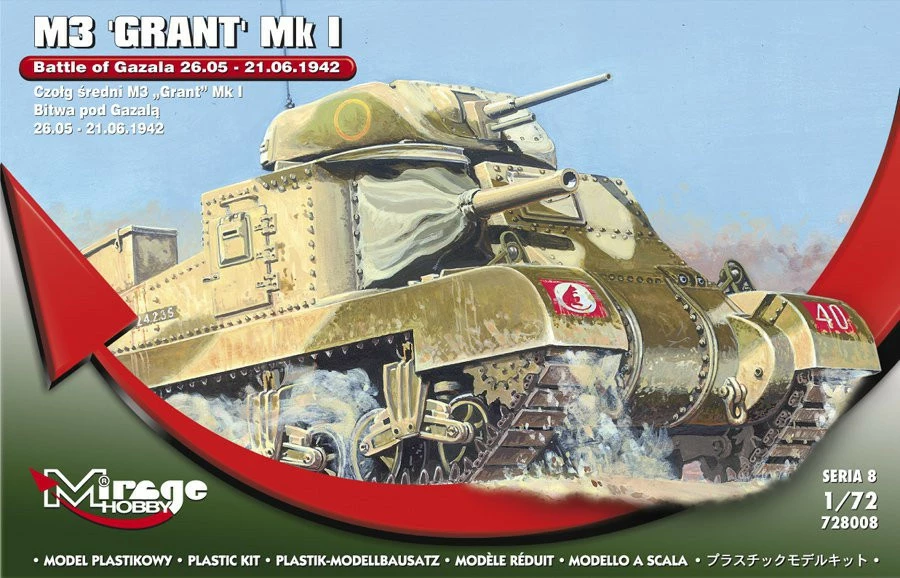 M3 'GRANT' Mk I
Battle of Gazala 26.05 - 21.06.1942
Czołg średni M3 „Grant” Mk I
Bitwa pod Gazalą
26.05 - 21.06.1942
24235
40
Mirage®
HOBBY
SERIA 8
1/72
728008
• MODEL PLASTIKOWY • PLASTIC KIT • PLASTIK-MODELLBAUSATZ • MODÈLE RÉDUIT • MODELLO A SCALA • プラスチックモデルキット •